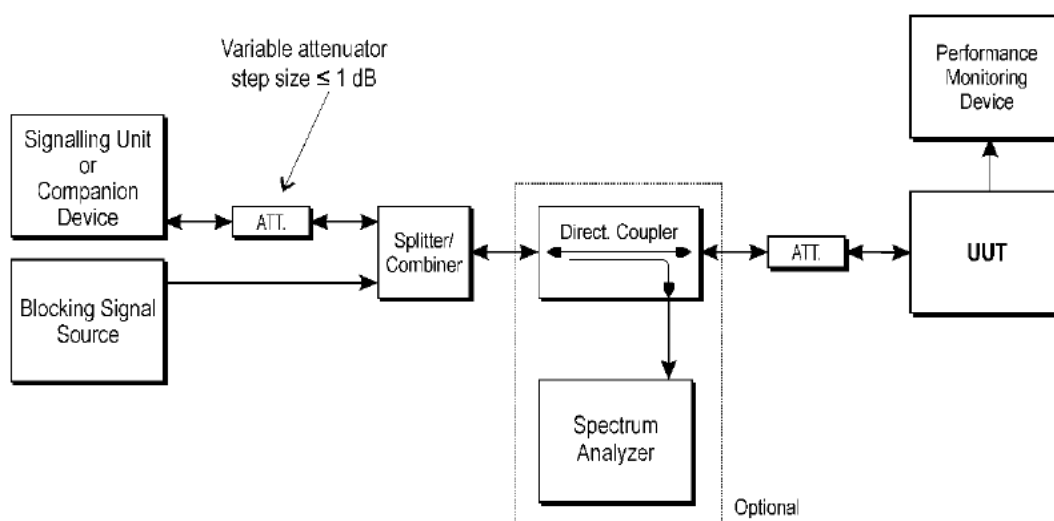 Variable attenuator
step size ≤ 1 dB
Performance
Monitoring
Device
Signalling Unit
or
Companion
Device
ATT.
Splitter/
Combiner
Direct. Coupler
ATT.
UUT
Blocking Signal
Source
Spectrum
Analyzer
Optional